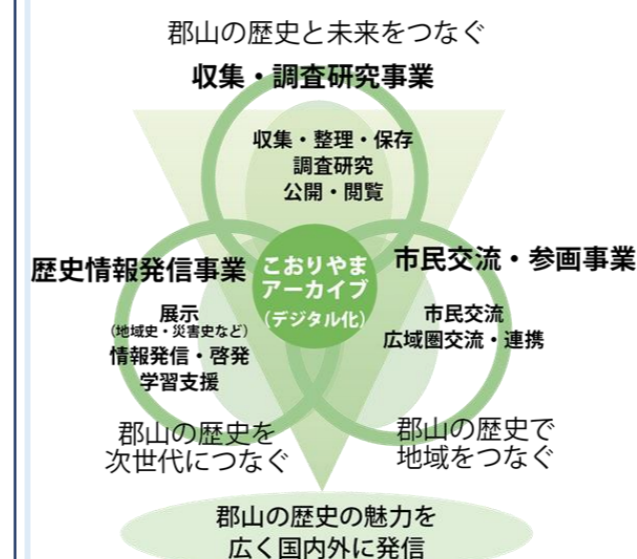 郡山の歴史と未来をつなぐ
収集・調査研究事業
収集・整理・保存
調査研究
公開・閲覧
歴史情報発信事業
展示
（地域史・災害史など）
情報発信・啓発
学習支援
こおりやま
アーカイブ
（デジタル化）
市民交流・参画事業
市民交流
広域圏交流・連携
郡山の歴史を
次世代につなぐ
郡山の歴史で
地域をつなぐ
郡山の歴史の魅力を
広く国内外に発信